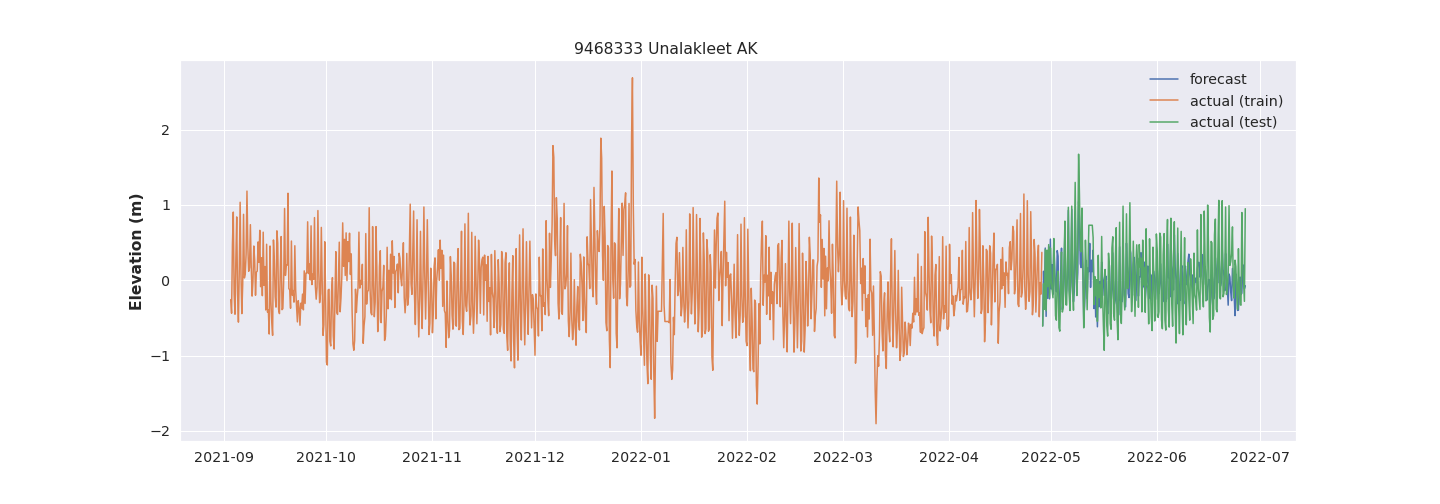 9468333 Unalakleet AK
forecast
actual (train)
actual (test)
Elevation (m)
2
1
0
−1
−2
2021-09 2021-10 2021-11 2021-12 2022-01 2022-02 2022-03 2022-04 2022-05 2022-06 2022-07